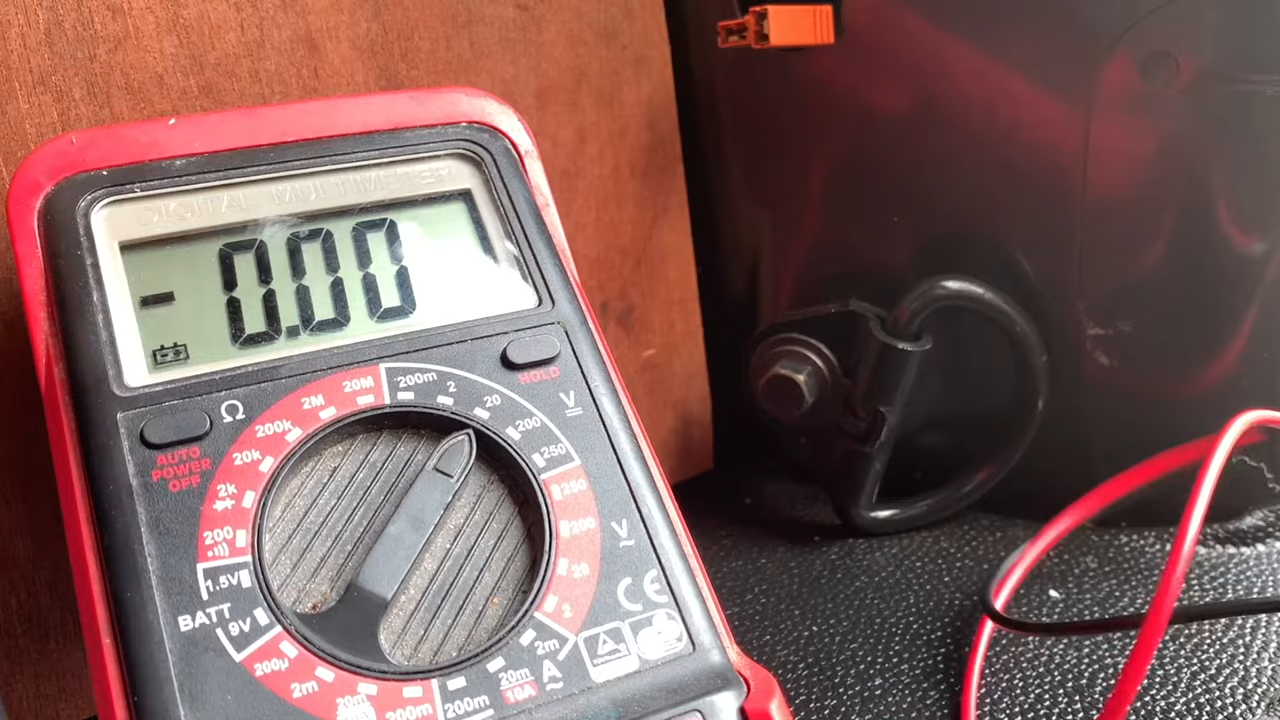 DIGITAL MULTIMETER
- 0.00
HOLD
AUTO
POWER
OFF
Ω
20M
2M
200k
20k
2k
200
1.5V
BATT
9V
200µ
2m
20m
200m
200m
2
20
200
250
V
250
200
20
2
V
~
2m
20m
10A
200m
A
~
CE